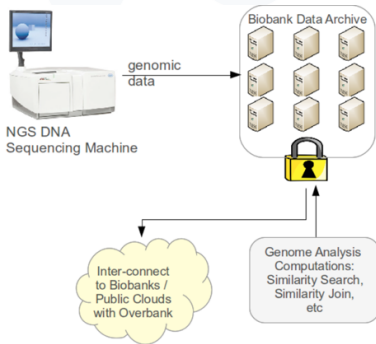 Biobank Data Archive
genomic
data
NGS DNA
Sequencing Machine
Inter-connect
to Biobanks /
Public Clouds
with Overbank
Genome Analysis
Computations:
Similarity Search,
Similarity Join,
etc